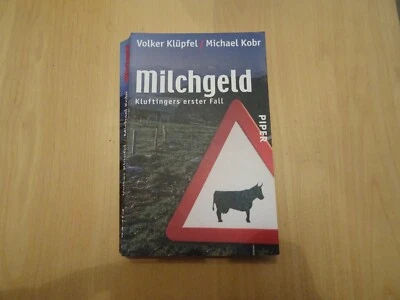 Volker Klüpfel / Michael Kobr
Milchgeld
Kluftingers erster Fall
PIPER